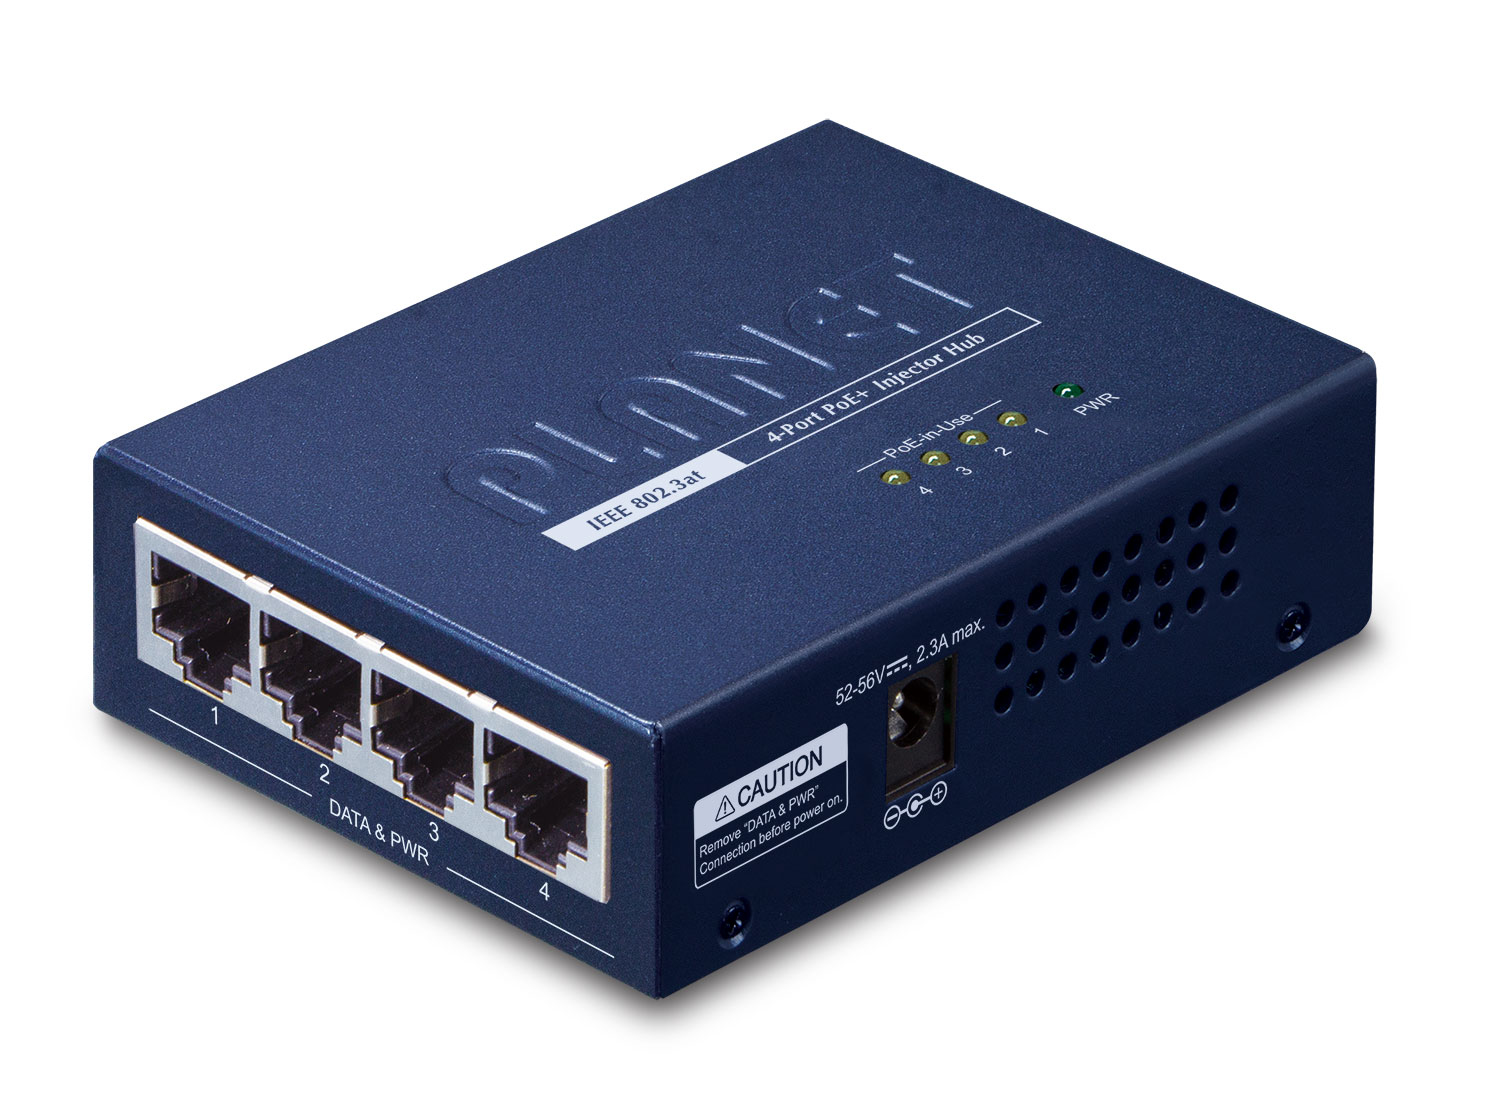 PLANET
IEEE 802.3at 4-Port PoE+ Injector Hub
PoE-in-Use
4 3 2 1 PWR
52-56V⎓, 2.3A max.
⚠ CAUTION
Remove "DATA & PWR"
Connection before power on.
1 2 3 4
DATA & PWR